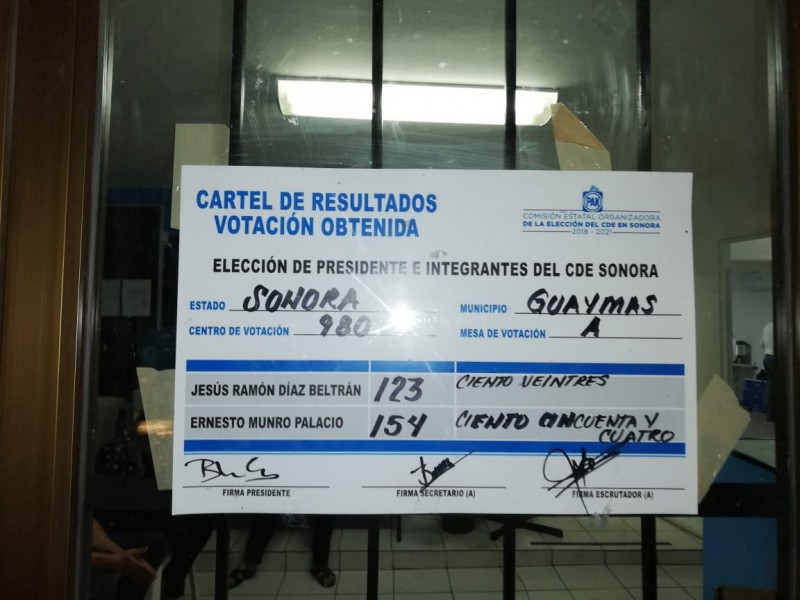 CARTEL DE RESULTADOS
VOTACIÓN OBTENIDA
PAN
COMISIÓN ESTATAL ORGANIZADORA
DE LA ELECCIÓN DEL CDE EN SONORA
2018 - 2021
ELECCIÓN DE PRESIDENTE E INTEGRANTES DEL CDE SONORA
ESTADO SONORA MUNICIPIO GUAYMAS
CENTRO DE VOTACIÓN 980 MESA DE VOTACIÓN A
JESÚS RAMÓN DÍAZ BELTRÁN 123 CIENTO VEINTRES
ERNESTO MUNRO PALACIO 154 CIENTO CINCUENTA Y
CUATRO
FIRMA PRESIDENTE FIRMA SECRETARIO (A) FIRMA ESCRUTADOR (A)